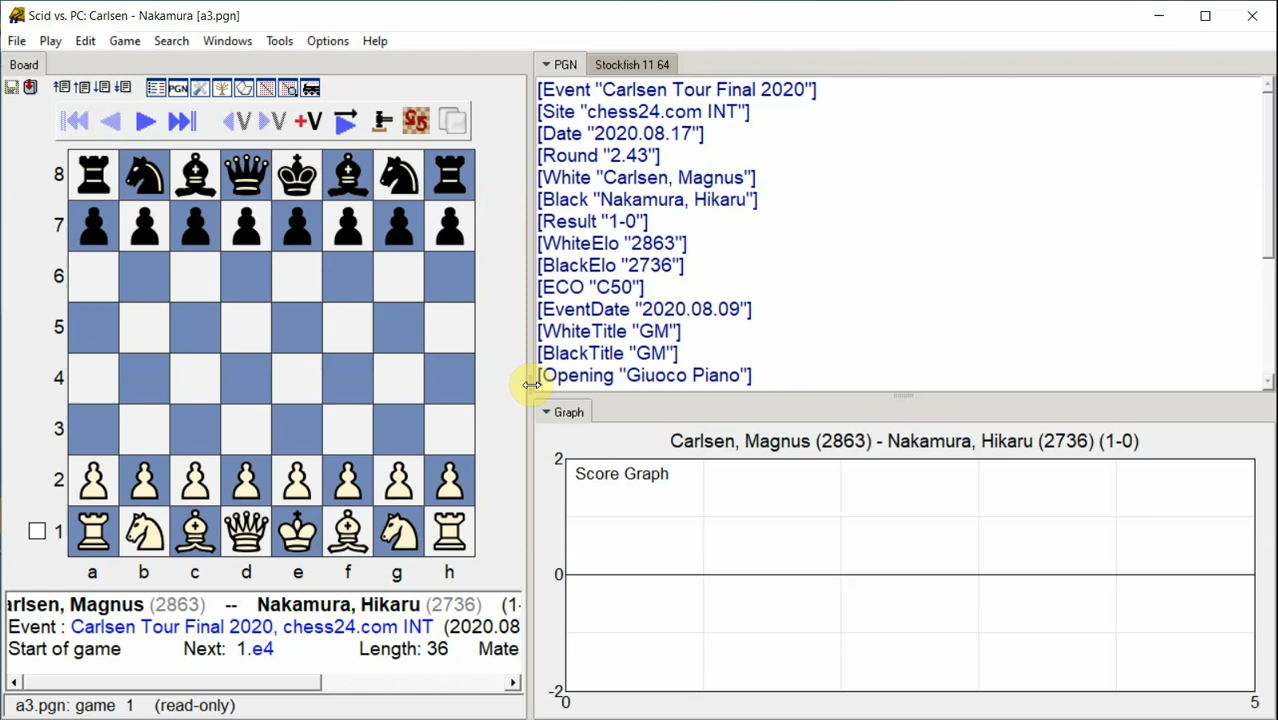 Scid vs. PC: Carlsen - Nakamura [a3.pgn]
File Play Edit Game Search Windows Tools Options Help
Board
PGN
V V +V
8
7
6
5
4
3
2
1
a b c d e f g h
arlsen, Magnus (2863) -- Nakamura, Hikaru (2736) (1-
Event : Carlsen Tour Final 2020, chess24.com INT (2020.08
Start of game Next: 1.e4 Length: 36 Mate
a3.pgn: game 1 (read-only)
PGN Stockfish 11 64
[Event "Carlsen Tour Final 2020"]
[Site "chess24.com INT"]
[Date "2020.08.17"]
[Round "2.43"]
[White "Carlsen, Magnus"]
[Black "Nakamura, Hikaru"]
[Result "1-0"]
[WhiteElo "2863"]
[BlackElo "2736"]
[ECO "C50"]
[EventDate "2020.08.09"]
[WhiteTitle "GM"]
[BlackTitle "GM"]
[Opening "Giuoco Piano"]
Graph
Carlsen, Magnus (2863) - Nakamura, Hikaru (2736) (1-0)
2
Score Graph
0
-2
0 5